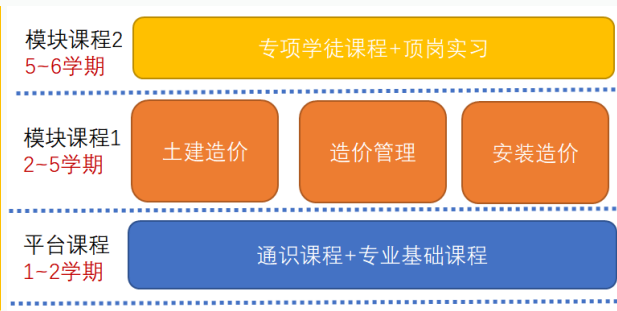 模块课程2
5~6学期
专项学徒课程+顶岗实习
模块课程1
2~5学期
土建造价
造价管理
安装造价
平台课程
1~2学期
通识课程+专业基础课程